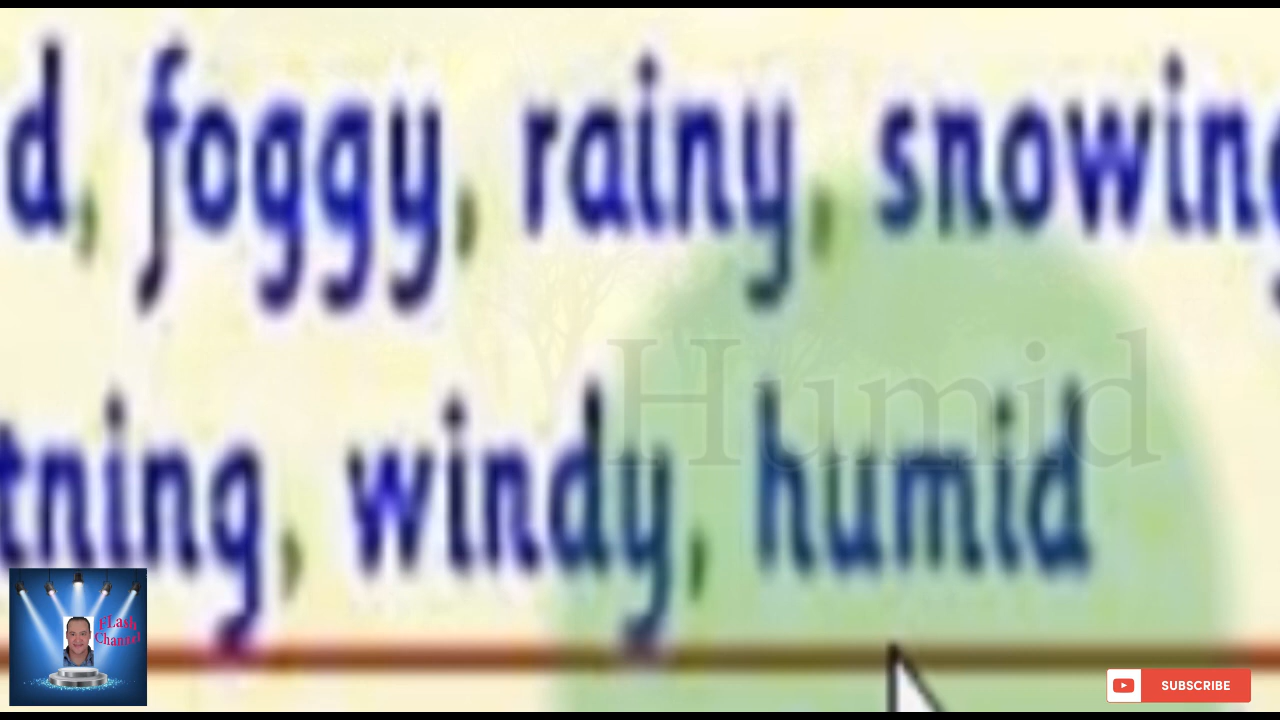 d, foggy, rainy, snowing
Humid
tning, windy, humid
FLash
Channel
SUBSCRIBE